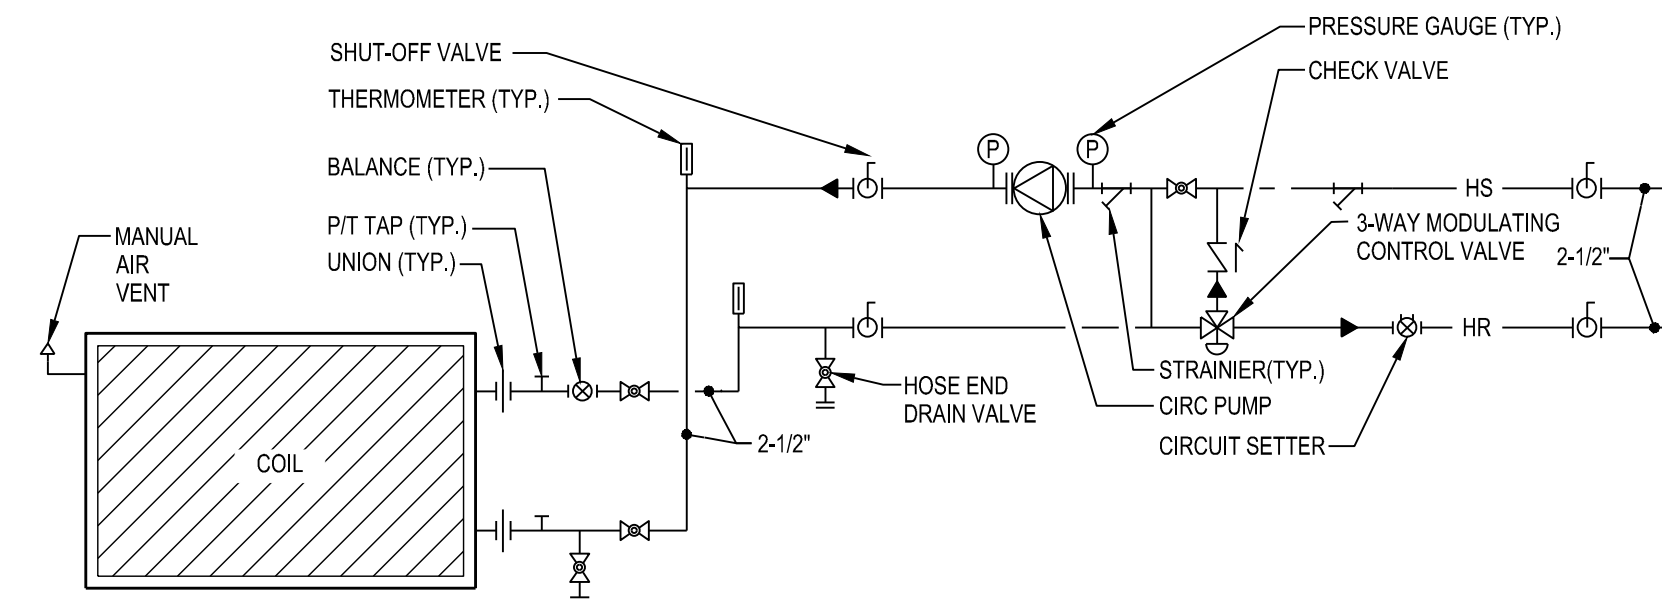 PRESSURE GAUGE (TYP.)
SHUT-OFF VALVE
CHECK VALVE
THERMOMETER (TYP.)
P
P
BALANCE (TYP.)
HS
P/T TAP (TYP.)
3-WAY MODULATING
CONTROL VALVE
MANUAL
AIR
VENT
UNION (TYP.)
2-1/2"
HR
STRAINIER(TYP.)
HOSE END
DRAIN VALVE
CIRC PUMP
2-1/2"
CIRCUIT SETTER
COIL